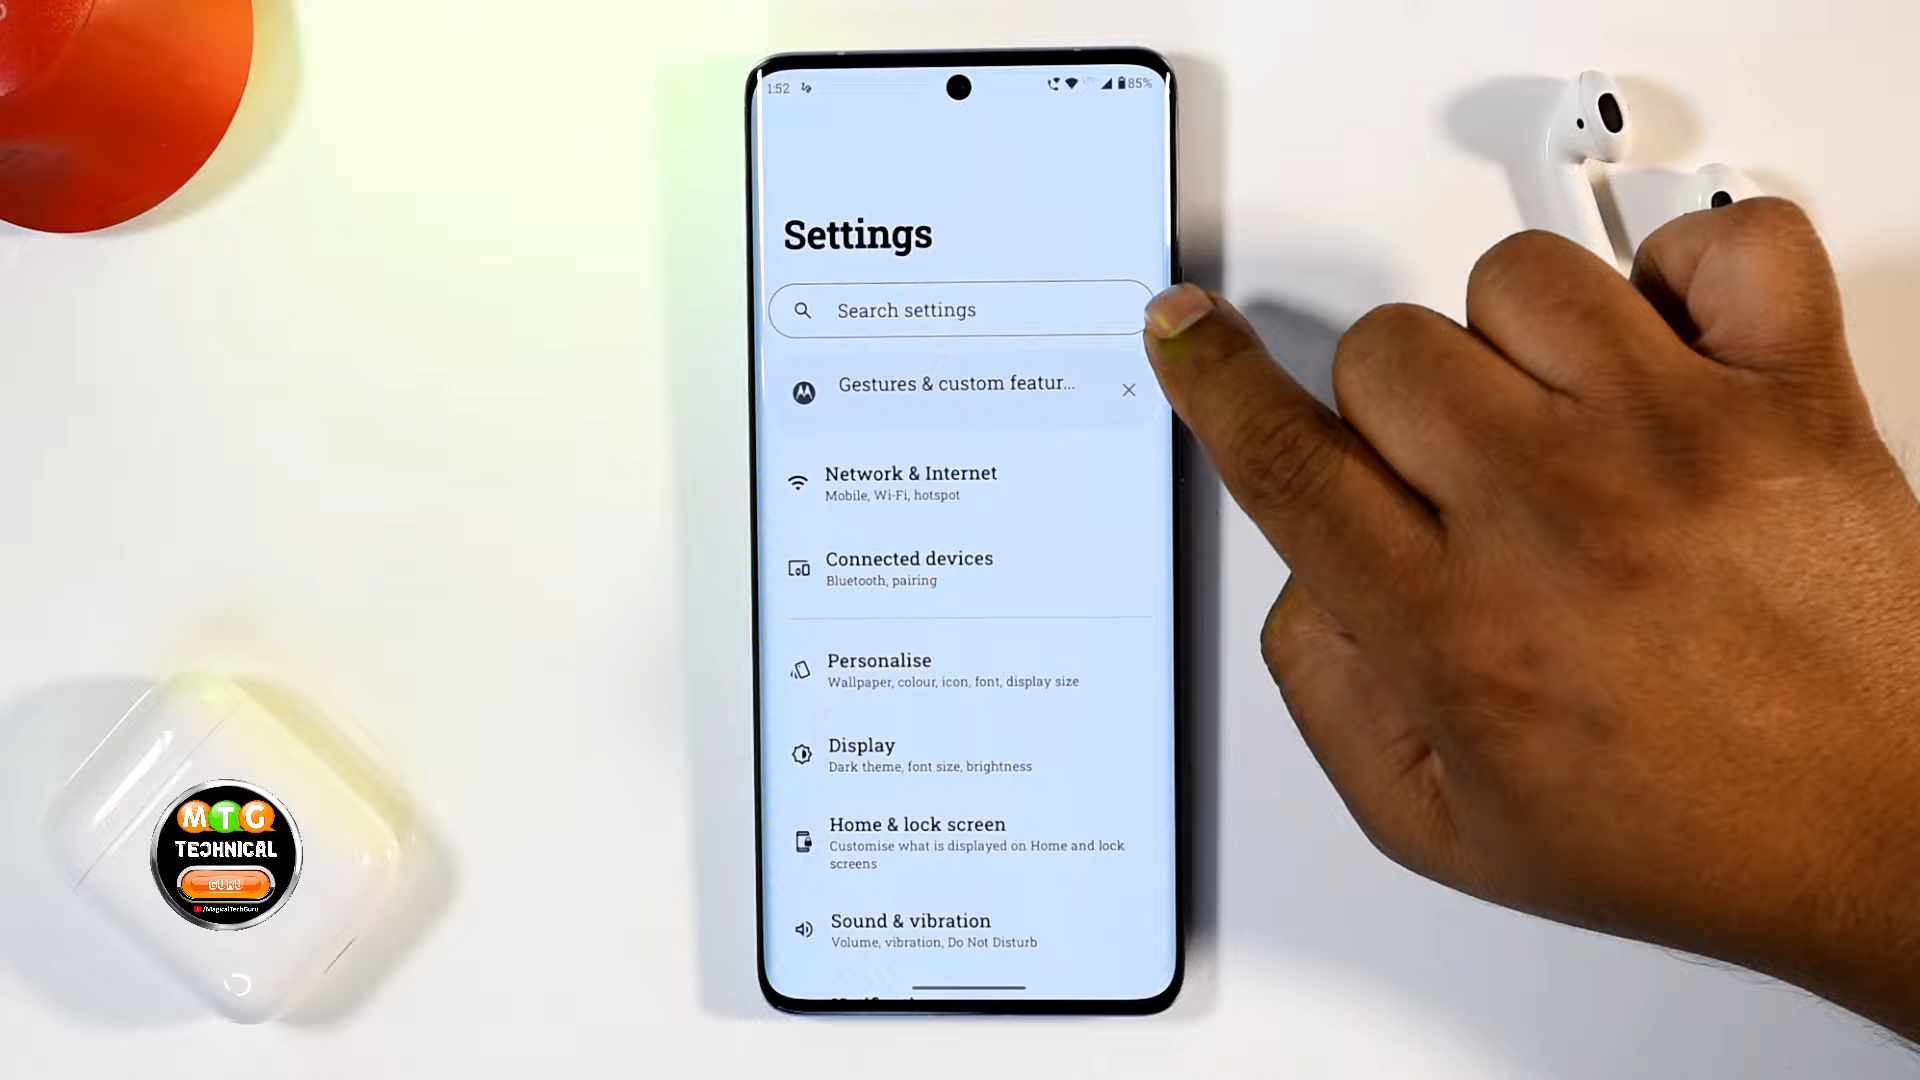 1:52
85%
Settings
Search settings
Gestures & custom featur...
Network & Internet
Mobile, Wi-Fi, hotspot
Connected devices
Bluetooth, pairing
Personalise
Wallpaper, colour, icon, font, display size
Display
Dark theme, font size, brightness
Home & lock screen
Customise what is displayed on Home and lock
screens
Sound & vibration
Volume, vibration, Do Not Disturb
MTG
TECHNICAL
GURU
/MagicalTechGuru